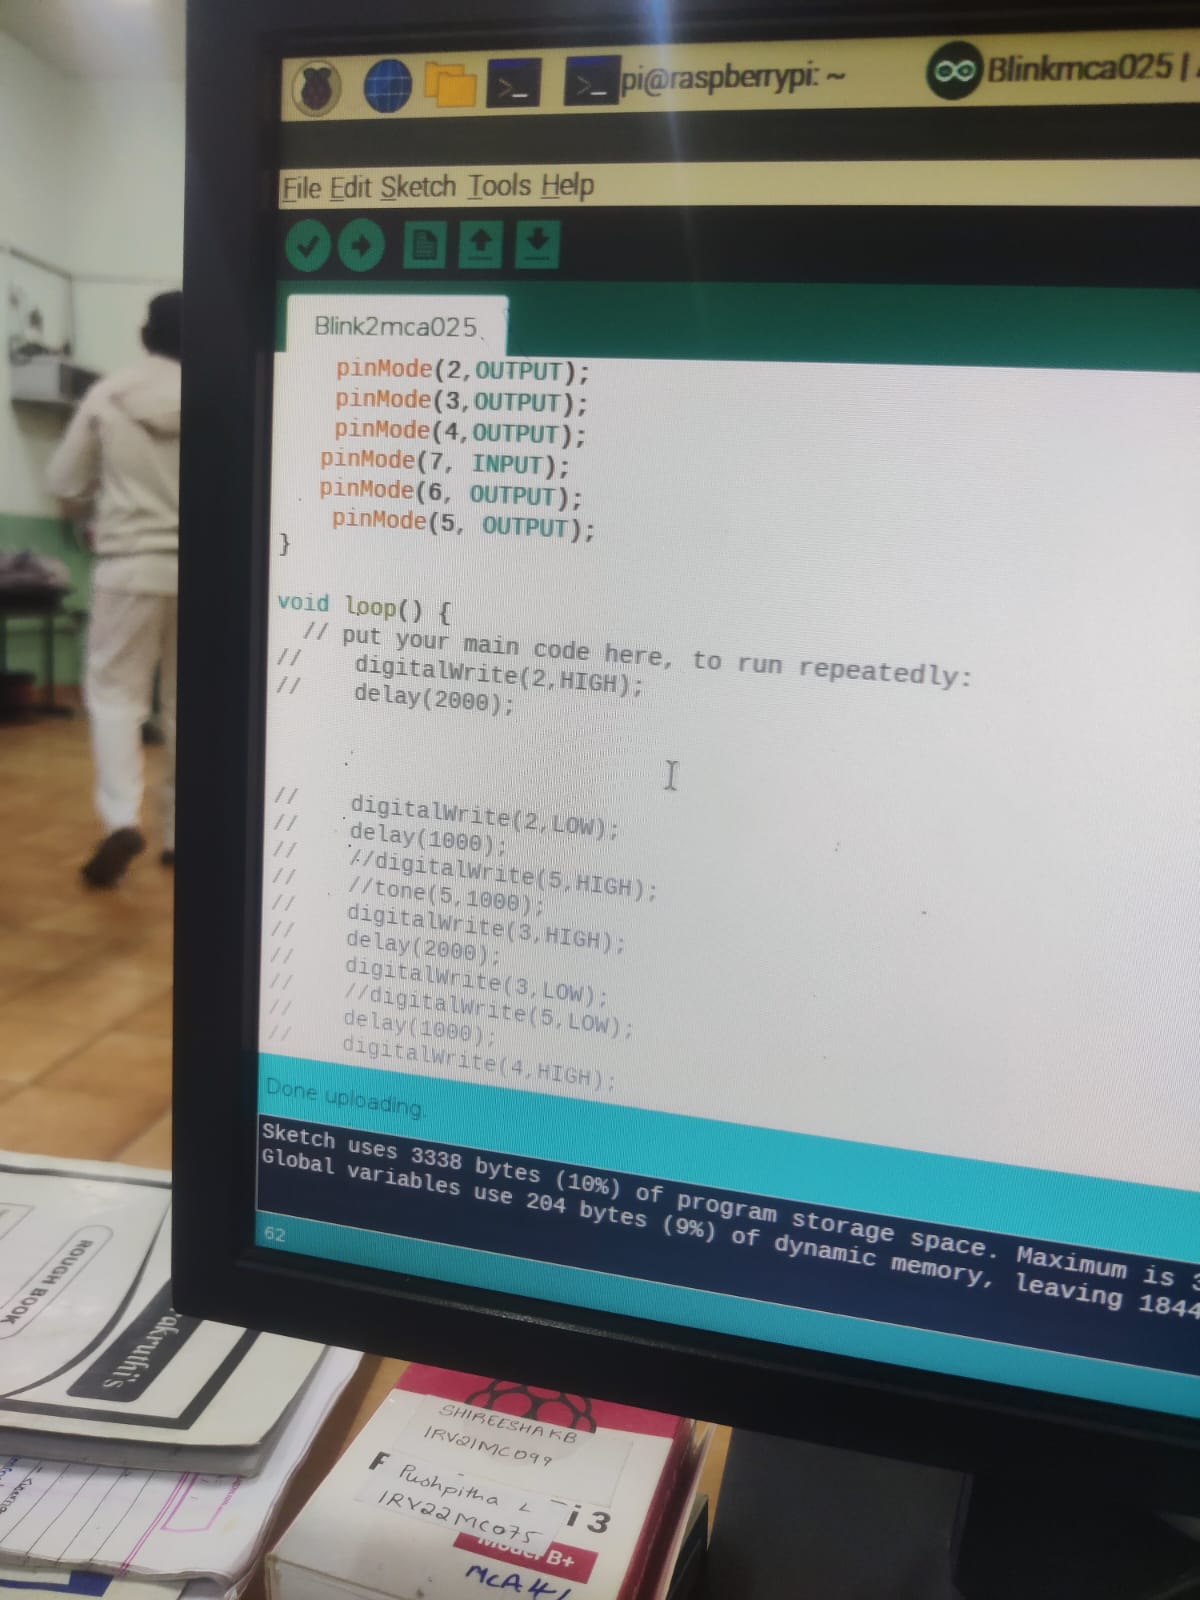 pi@raspberrypi: ~
Blinkmca025 |
File Edit Sketch Tools Help
Blink2mca025
pinMode(2,OUTPUT);
pinMode(3,OUTPUT);
pinMode(4,OUTPUT);
pinMode(7, INPUT);
pinMode(6, OUTPUT);
pinMode(5, OUTPUT);
}
void loop() {
// put your main code here, to run repeatedly:
// digitalWrite(2,HIGH);
// delay(2000);
// digitalWrite(2,LOW);
// delay(1000);
// //digitalWrite(5,HIGH);
// //tone(5,1000);
// digitalWrite(3,HIGH);
// delay(2000);
// digitalWrite(3,LOW);
// //digitalWrite(5,LOW);
// delay(1000);
// digitalWrite(4,HIGH);
Done uploading.
Sketch uses 3338 bytes (10%) of program storage space. Maximum is 3
Global variables use 204 bytes (9%) of dynamic memory, leaving 1844
62
ROUGH BOOK
SHIREESHA KB
1RV21MC099
Pushpitha L
1RV22MC075
i 3
Model B+
MCA 4